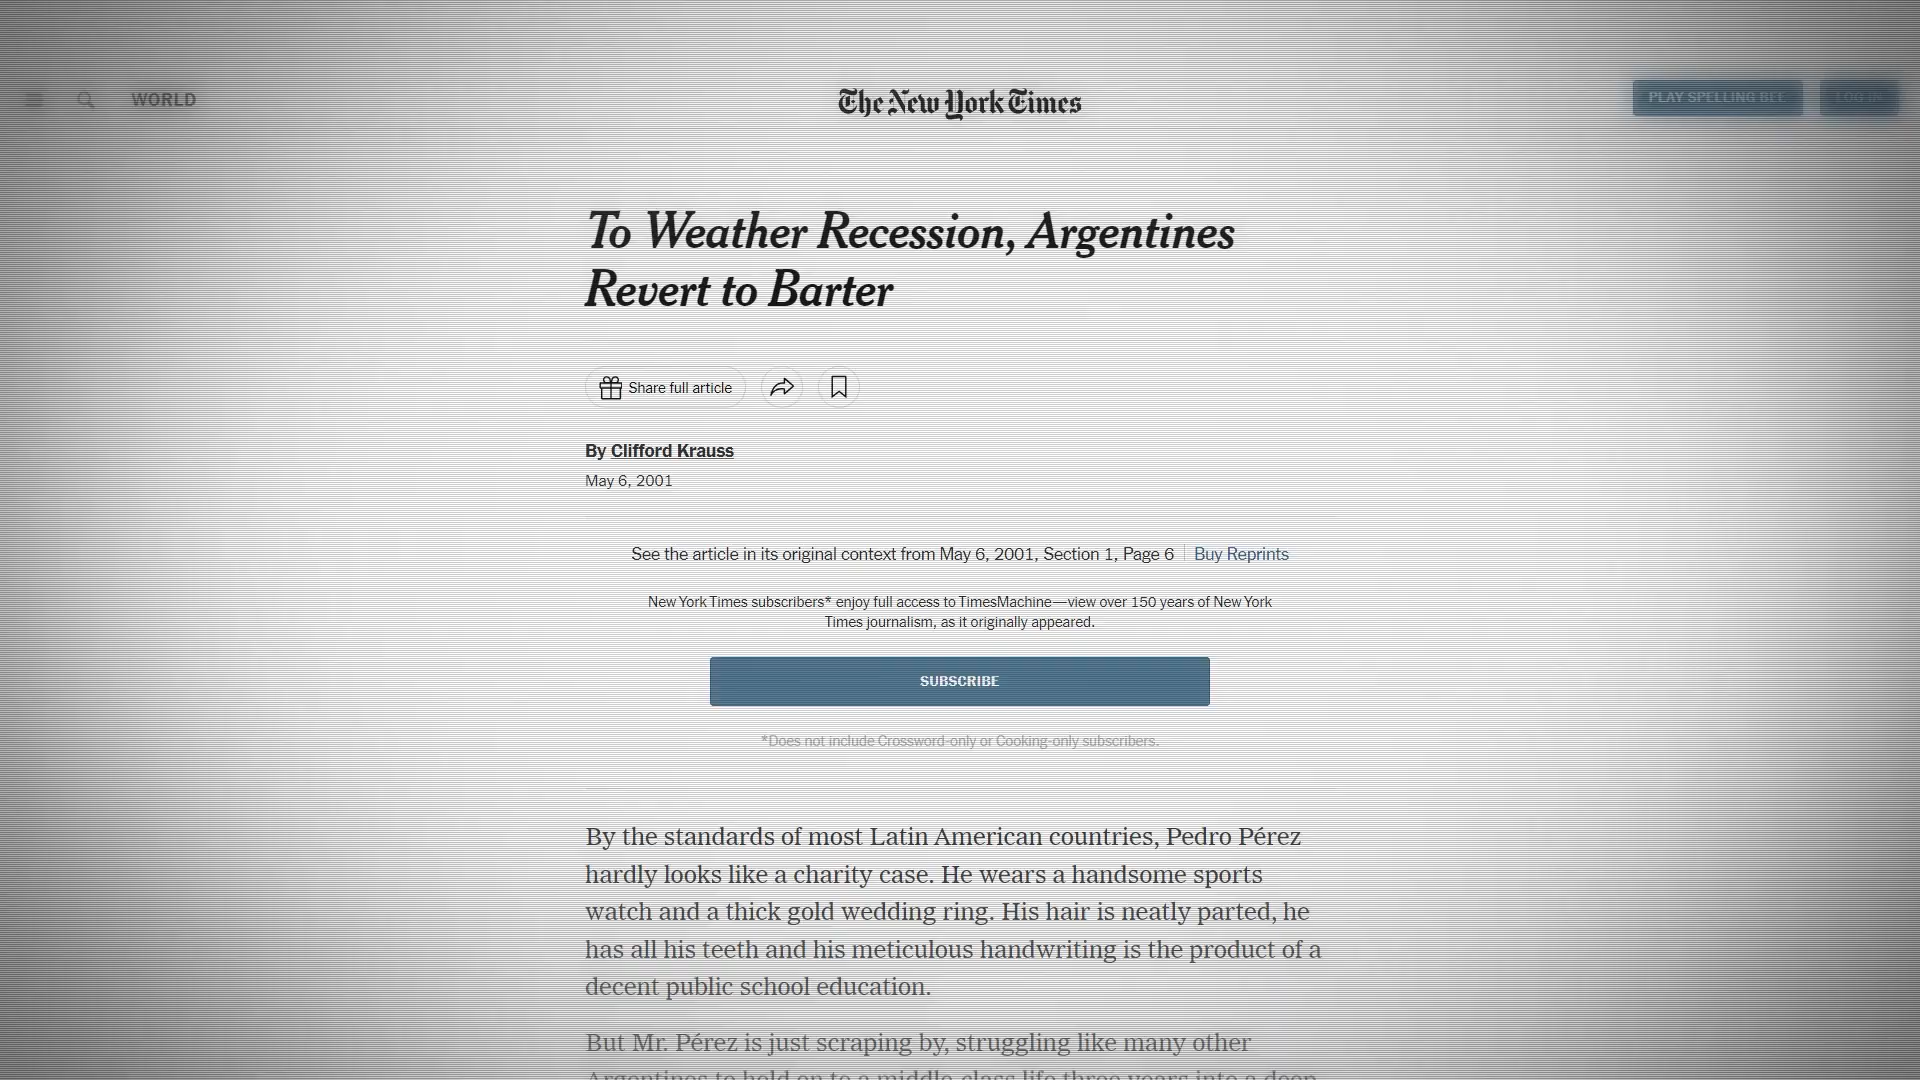 WORLD
The New York Times
PLAY SPELLING BEE
LOG IN
To Weather Recession, Argentines
Revert to Barter
Share full article
By Clifford Krauss
May 6, 2001
See the article in its original context from May 6, 2001, Section 1, Page 6 | Buy Reprints
New York Times subscribers* enjoy full access to TimesMachine—view over 150 years of New York
Times journalism, as it originally appeared.
SUBSCRIBE
*Does not include Crossword-only or Cooking-only subscribers.
By the standards of most Latin American countries, Pedro Pérez
hardly looks like a charity case. He wears a handsome sports
watch and a thick gold wedding ring. His hair is neatly parted, he
has all his teeth and his meticulous handwriting is the product of a
decent public school education.
But Mr. Pérez is just scraping by, struggling like many other
Argentines to hold on to a middle-class life three years into a deep